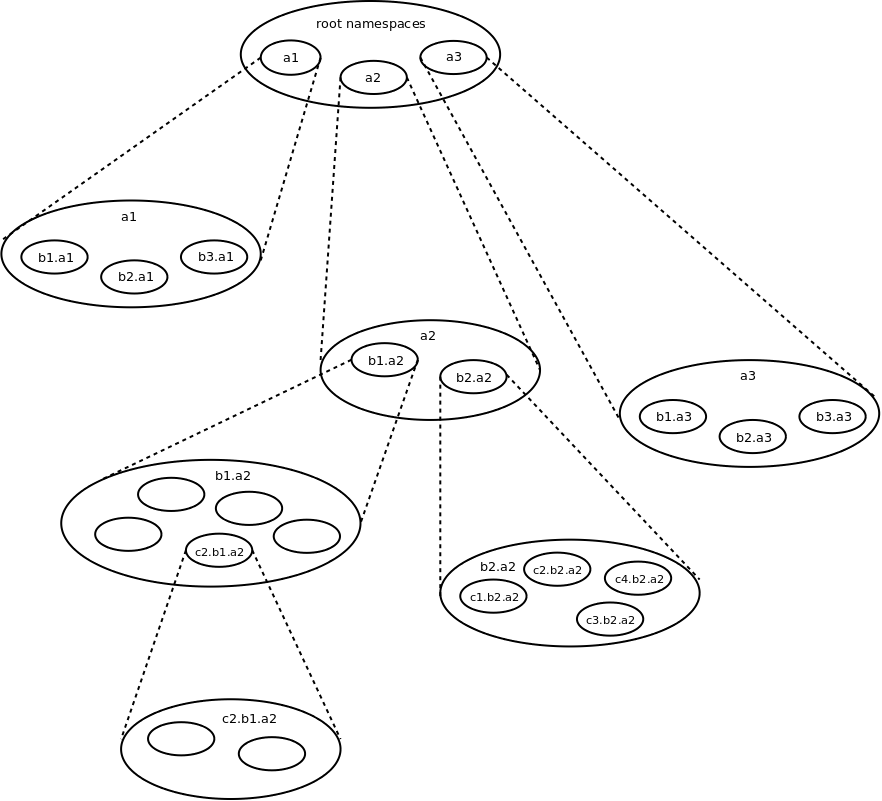 root namespaces
a1
a2
a3
a1
b1.a1
b2.a1
b3.a1
a2
b1.a2
b2.a2
a3
b1.a3
b2.a3
b3.a3
b1.a2
c2.b1.a2
b2.a2
c1.b2.a2
c2.b2.a2
c4.b2.a2
c3.b2.a2
c2.b1.a2